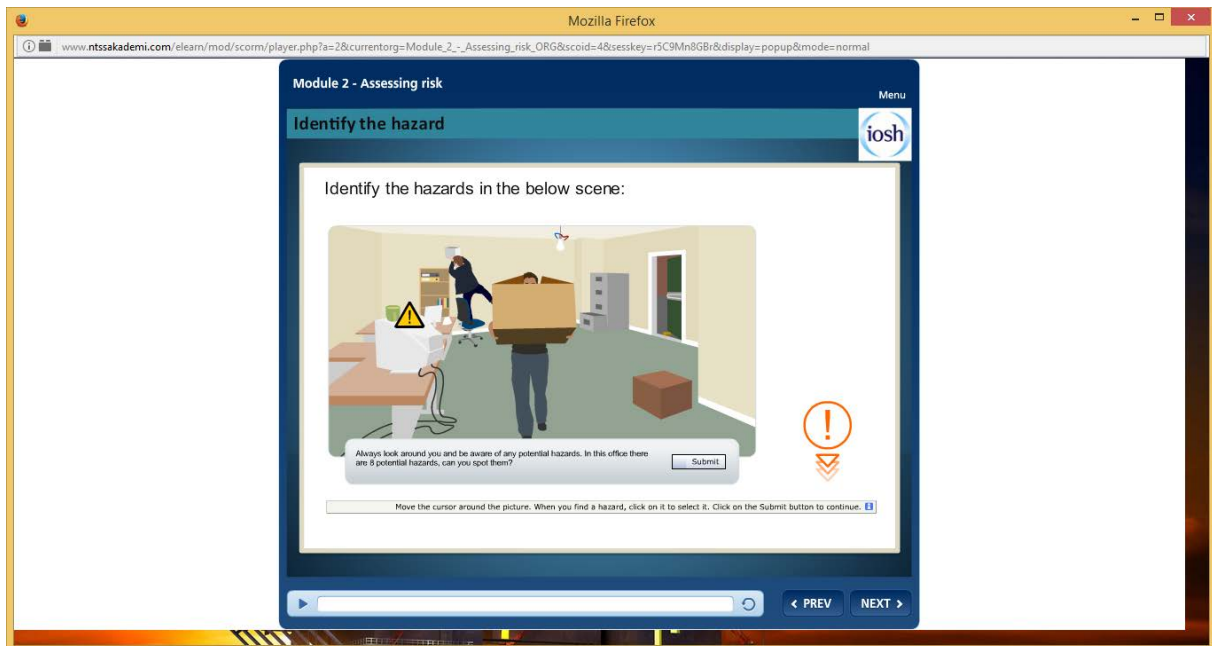 Mozilla Firefox
www.ntssakademi.com/elearn/mod/scorm/player.php?a=2&currentorg=Module_2_-_Assessing_risk_ORG&scoid=4&sesskey=r5C9Mn8GBr&display=popup&mode=normal
Module 2 - Assessing risk
Menu
Identify the hazard
iosh
Identify the hazards in the below scene:
Always look around you and be aware of any potential hazards. In this office there
are 8 potential hazards, can you spot them?
Submit
Move the cursor around the picture. When you find a hazard, click on it to select it. Click on the Submit button to continue.
PREV
NEXT